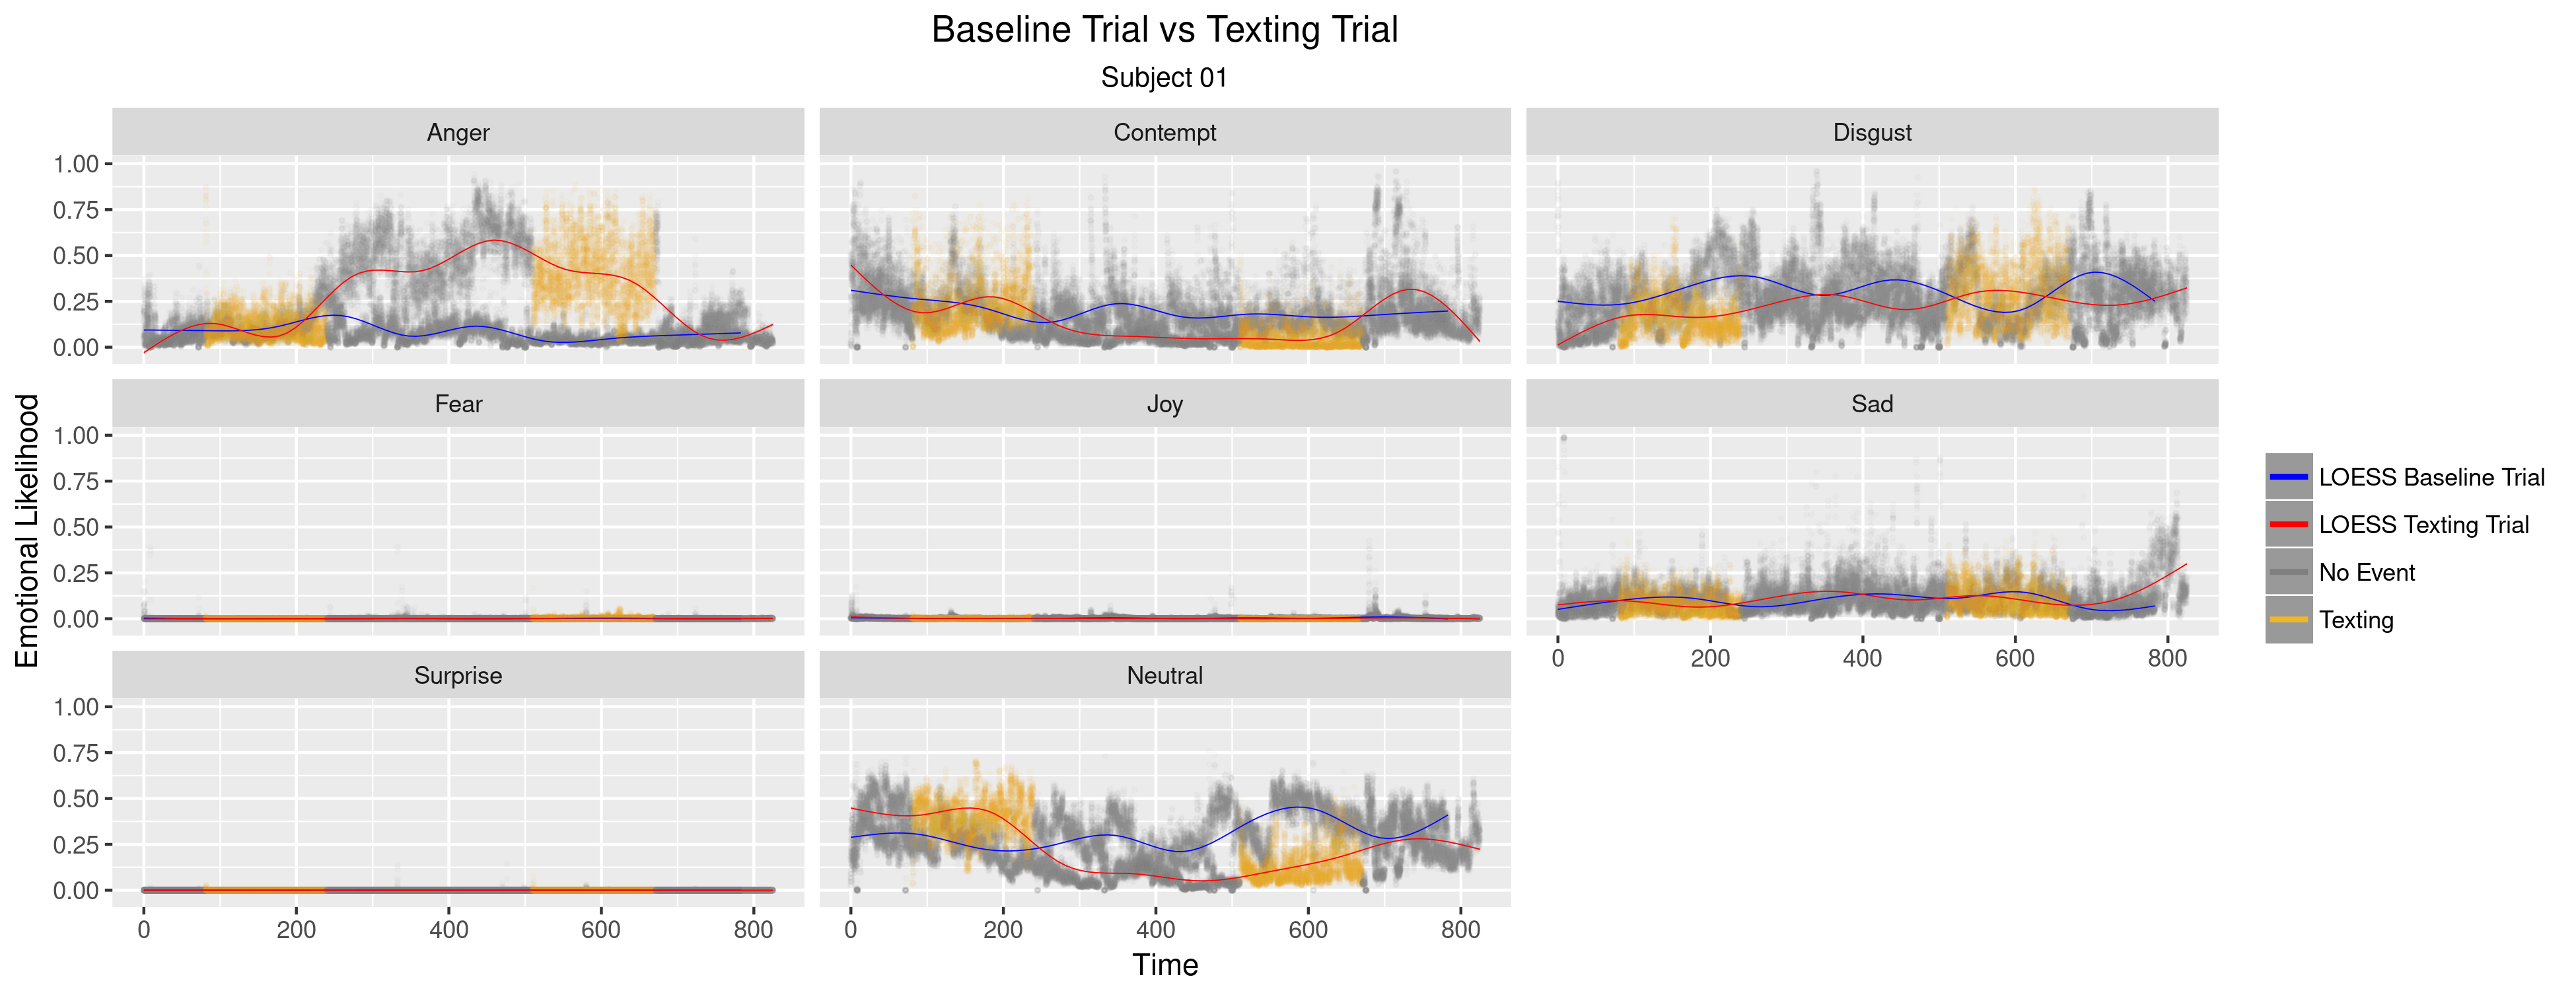 Baseline Trial vs Texting Trial
Subject 01
Anger
Contempt
Disgust
1.00
0.75
0.50
0.25
0.00
Fear
Joy
Sad
1.00
0.75
0.50
0.25
0.00
0 200 400 600 800
Surprise
Neutral
1.00
0.75
0.50
0.25
0.00
0 200 400 600 800
0 200 400 600 800
Emotional Likelihood
Time
LOESS Baseline Trial
LOESS Texting Trial
No Event
Texting